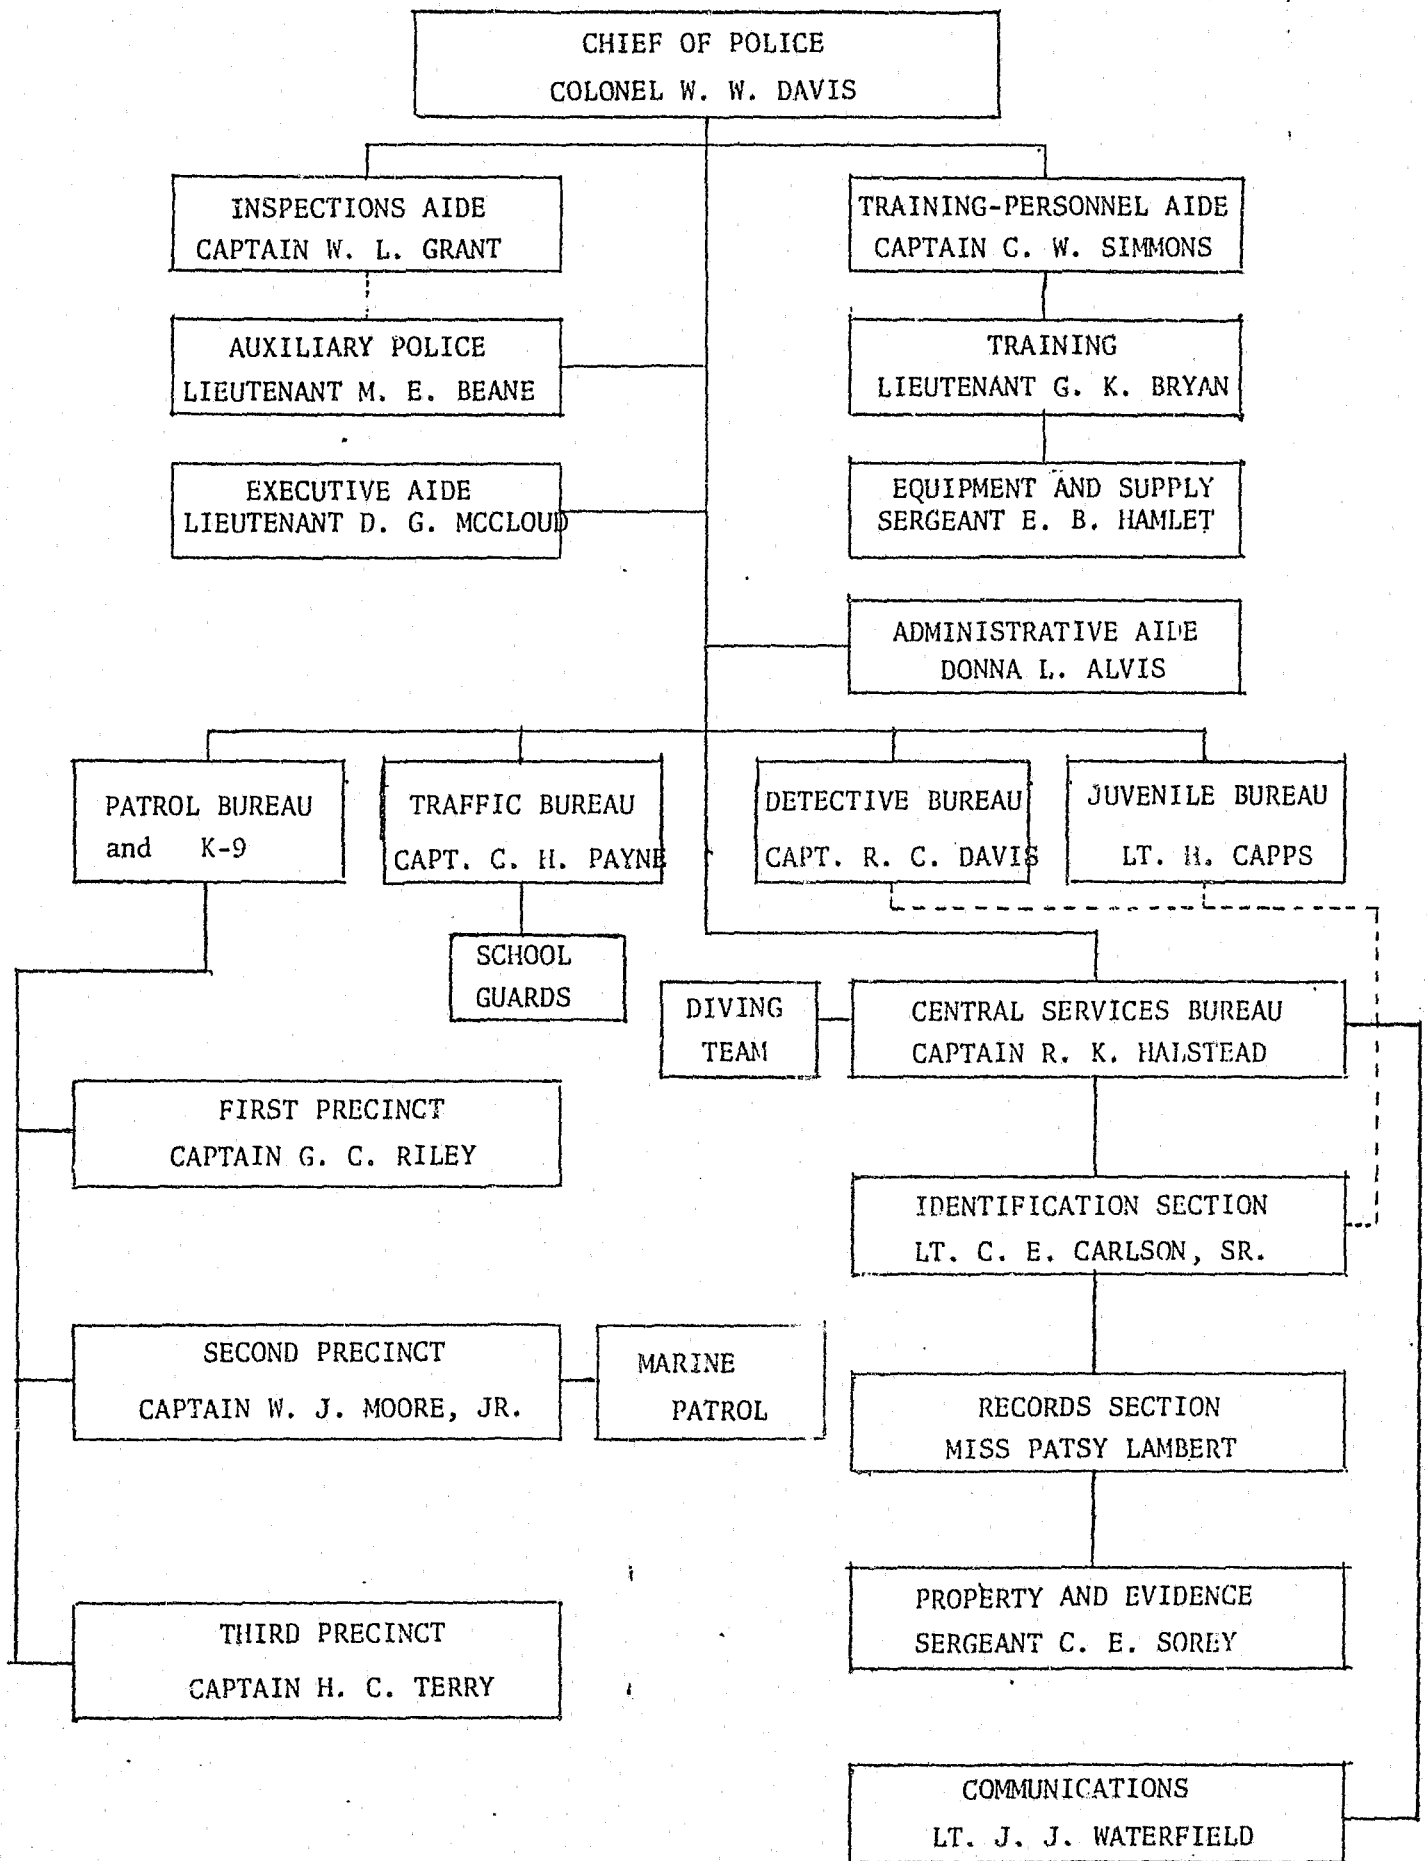 CHIEF OF POLICE
COLONEL W. W. DAVIS
INSPECTIONS AIDE
CAPTAIN W. L. GRANT
TRAINING-PERSONNEL AIDE
CAPTAIN C. W. SIMMONS
AUXILIARY POLICE
LIEUTENANT M. E. BEANE
TRAINING
LIEUTENANT G. K. BRYAN
EXECUTIVE AIDE
LIEUTENANT D. G. MCCLOUD
EQUIPMENT AND SUPPLY
SERGEANT E. B. HAMLET
ADMINISTRATIVE AIDE
DONNA L. ALVIS
PATROL BUREAU
and K-9
TRAFFIC BUREAU
CAPT. C. H. PAYNE
DETECTIVE BUREAU
CAPT. R. C. DAVIS
JUVENILE BUREAU
LT. H. CAPPS
SCHOOL
GUARDS
DIVING
TEAM
CENTRAL SERVICES BUREAU
CAPTAIN R. K. HALSTEAD
FIRST PRECINCT
CAPTAIN G. C. RILEY
IDENTIFICATION SECTION
LT. C. E. CARLSON, SR.
SECOND PRECINCT
CAPTAIN W. J. MOORE, JR.
MARINE
PATROL
RECORDS SECTION
MISS PATSY LAMBERT
PROPERTY AND EVIDENCE
SERGEANT C. E. SOREY
THIRD PRECINCT
CAPTAIN H. C. TERRY
COMMUNICATIONS
LT. J. J. WATERFIELD